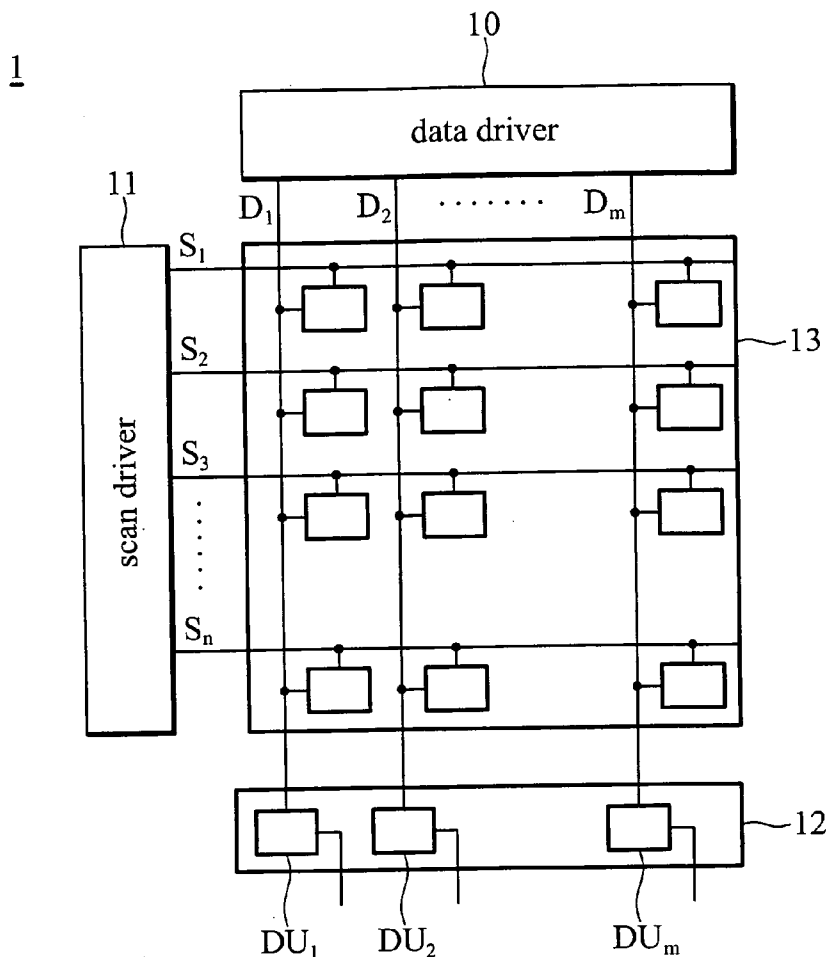 10
1
data driver
11
D₁ D₂ ........ Dₘ
S₁
13
S₂
scan driver
S₃
......
Sₙ
12
DU₁ DU₂ DUₘ